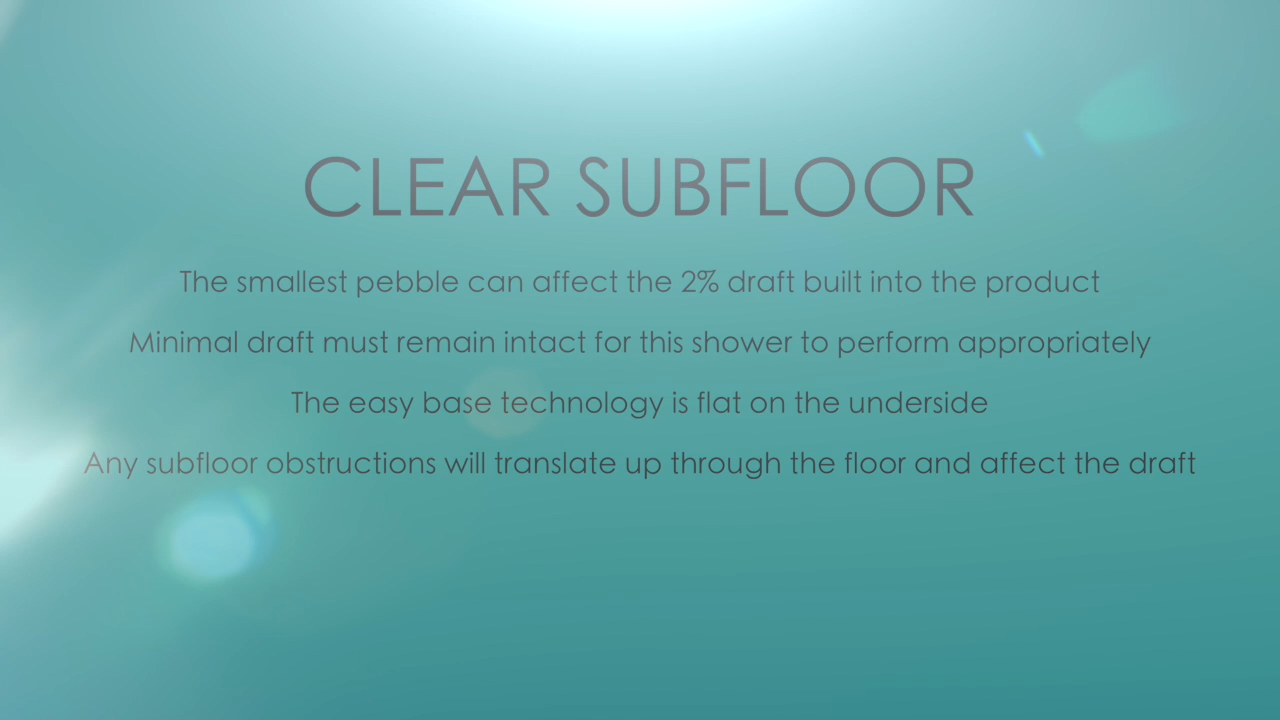 CLEAR SUBFLOOR
The smallest pebble can affect the 2% draft built into the product
Minimal draft must remain intact for this shower to perform appropriately
The easy base technology is flat on the underside
Any subfloor obstructions will translate up through the floor and affect the draft